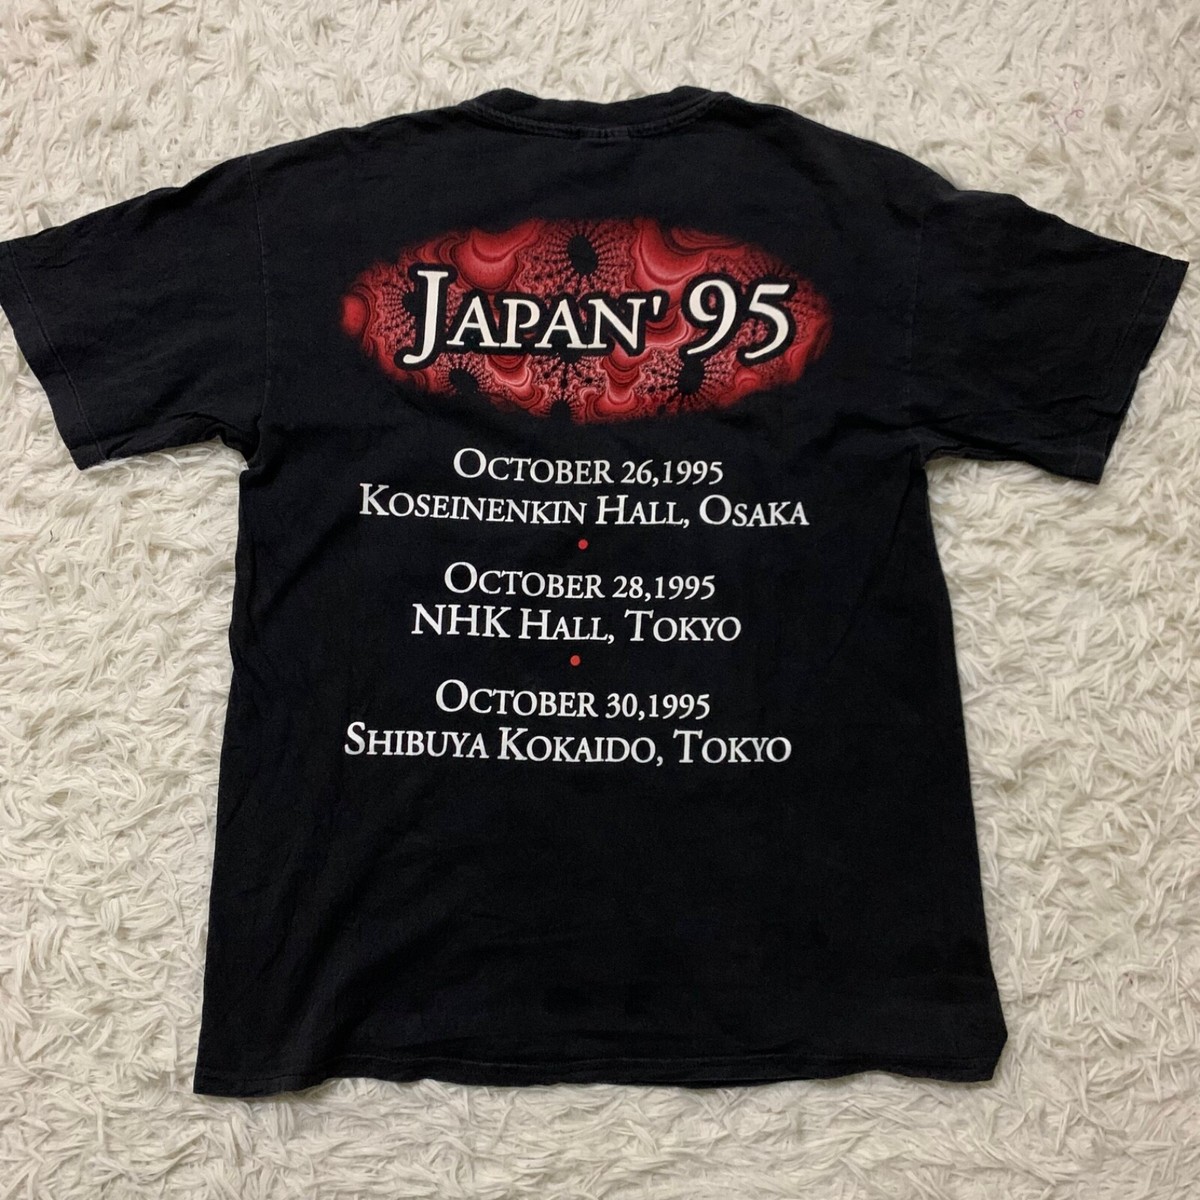 JAPAN' 95
OCTOBER 26,1995
KOSEINENKIN HALL, OSAKA
OCTOBER 28,1995
NHK HALL, TOKYO
OCTOBER 30,1995
SHIBUYA KOKAIDO, TOKYO